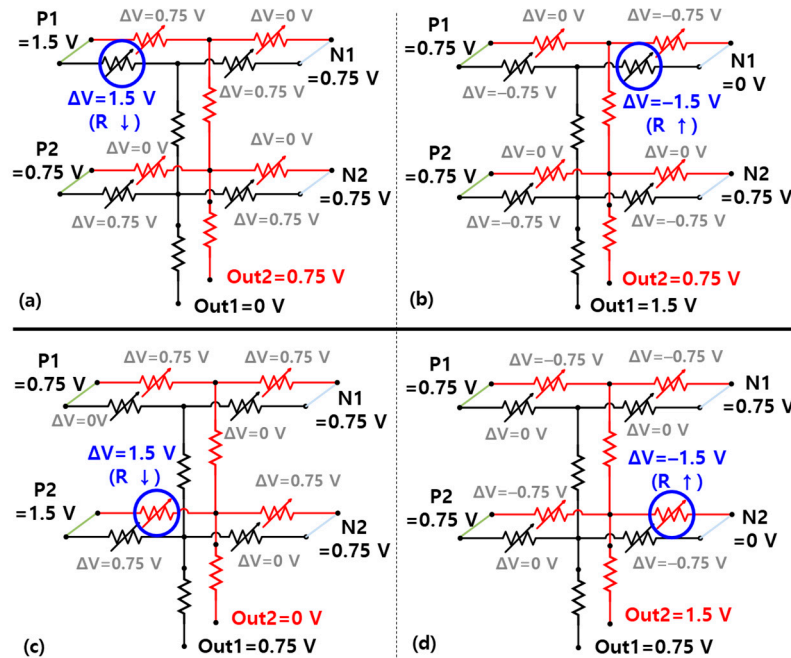 P1
=1.5 V
ΔV=0.75 V
ΔV=0 V
N1
=0.75 V
ΔV=1.5 V
(R ↓)
ΔV=0.75 V
P2
=0.75 V
ΔV=0 V
ΔV=0 V
N2
=0.75 V
ΔV=0.75 V
ΔV=0.75 V
Out2=0.75 V
(a)
Out1=0 V
P1
=0.75 V
ΔV=0 V
ΔV=−0.75 V
N1
=0 V
ΔV=−0.75 V
ΔV=−1.5 V
(R ↑)
P2
=0.75 V
ΔV=0 V
ΔV=0 V
N2
=0.75 V
ΔV=−0.75 V
ΔV=−0.75 V
Out2=0.75 V
(b)
Out1=1.5 V
P1
=0.75 V
ΔV=0.75 V
ΔV=0.75 V
N1
=0.75 V
ΔV=0V
ΔV=0 V
ΔV=1.5 V
(R ↓)
P2
=1.5 V
ΔV=0.75 V
N2
=0.75 V
ΔV=0.75 V
ΔV=0 V
Out2=0 V
(c)
Out1=0.75 V
P1
=0.75 V
ΔV=−0.75 V
ΔV=−0.75 V
N1
=0.75 V
ΔV=0 V
ΔV=0 V
ΔV=−1.5 V
(R ↑)
P2
=0.75 V
ΔV=−0.75 V
N2
=0 V
ΔV=0 V
ΔV=−0.75 V
Out2=1.5 V
(d)
Out1=0.75 V